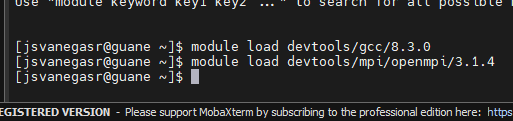 Use "module keyword key1 key2 ..." to search for all possible
[jsvanegasr@guane ~]$ module load devtools/gcc/8.3.0
[jsvanegasr@guane ~]$ module load devtools/mpi/openmpi/3.1.4
[jsvanegasr@guane ~]$
EGISTERED VERSION - Please support MobaXterm by subscribing to the professional edition here: https